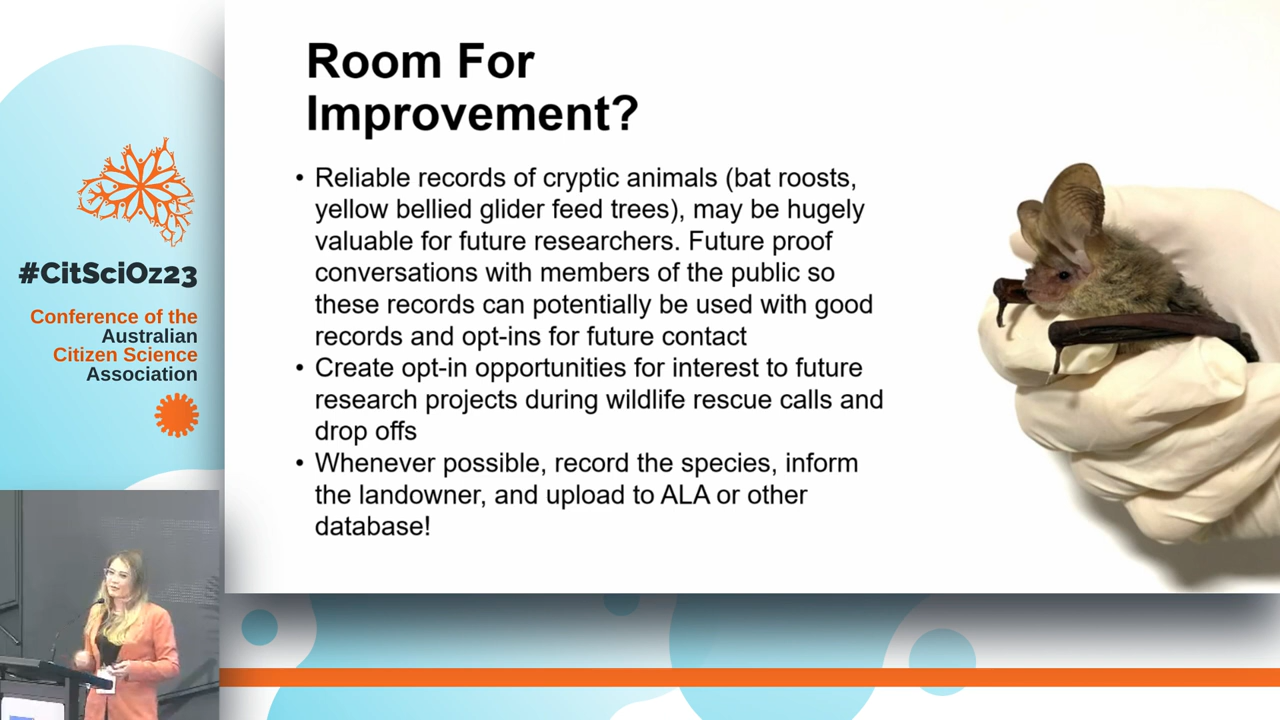 Room For
Improvement?
• Reliable records of cryptic animals (bat roosts,
yellow bellied glider feed trees), may be hugely
valuable for future researchers. Future proof
conversations with members of the public so
these records can potentially be used with good
records and opt-ins for future contact
• Create opt-in opportunities for interest to future
research projects during wildlife rescue calls and
drop offs
• Whenever possible, record the species, inform
the landowner, and upload to ALA or other
database!
#CitSciOz23
Conference of the
Australian
Citizen Science
Association